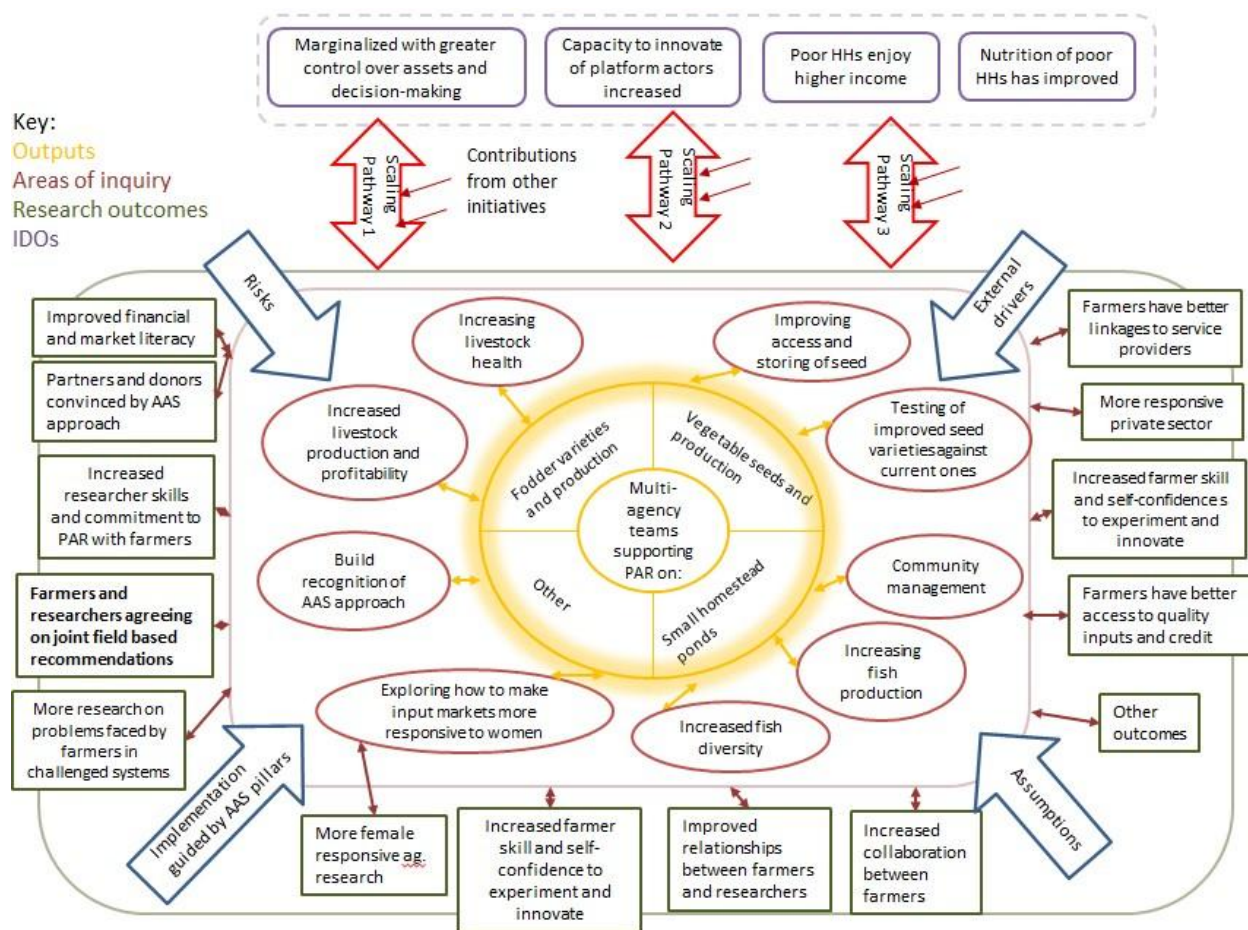 Marginalized with greater
control over assets and
decision-making
Capacity to innovate
of platform actors
increased
Poor HHs enjoy
higher income
Nutrition of poor
HHs has improved
Key:
Outputs
Areas of inquiry
Research outcomes
IDOs
Scaling
Pathway 1
Contributions
from other
initiatives
Scaling
Pathway 2
Scaling
Pathway 3
Risks
External
drivers
Improved financial
and market literacy
Partners and donors
convinced by AAS
approach
Increased
researcher skills
and commitment to
PAR with farmers
Farmers and
researchers agreeing
on joint field based
recommendations
More research on
problems faced by
farmers in
challenged systems
Increasing
livestock
health
Improving
access and
storing of seed
Increased
livestock
production and
profitability
Testing of
improved seed
varieties against
current ones
Fodder varieties
and production
Vegetable seeds and
production
Multi-
agency
teams
supporting
PAR on:
Other
Small homestead
ponds
Build
recognition of
AAS approach
Community
management
Increasing
fish
production
Exploring how to make
input markets more
responsive to women
Increased fish
diversity
Farmers have better
linkages to service
providers
More responsive
private sector
Increased farmer skill
and self-confidence s
to experiment and
innovate
Farmers have better
access to quality
inputs and credit
Other
outcomes
Implementation
guided by AAS pillars
Assumptions
More female
responsive ag.
research
Increased farmer
skill and self-
confidence to
experiment and
innovate
Improved
relationships
between farmers
and researchers
Increased
collaboration
between
farmers